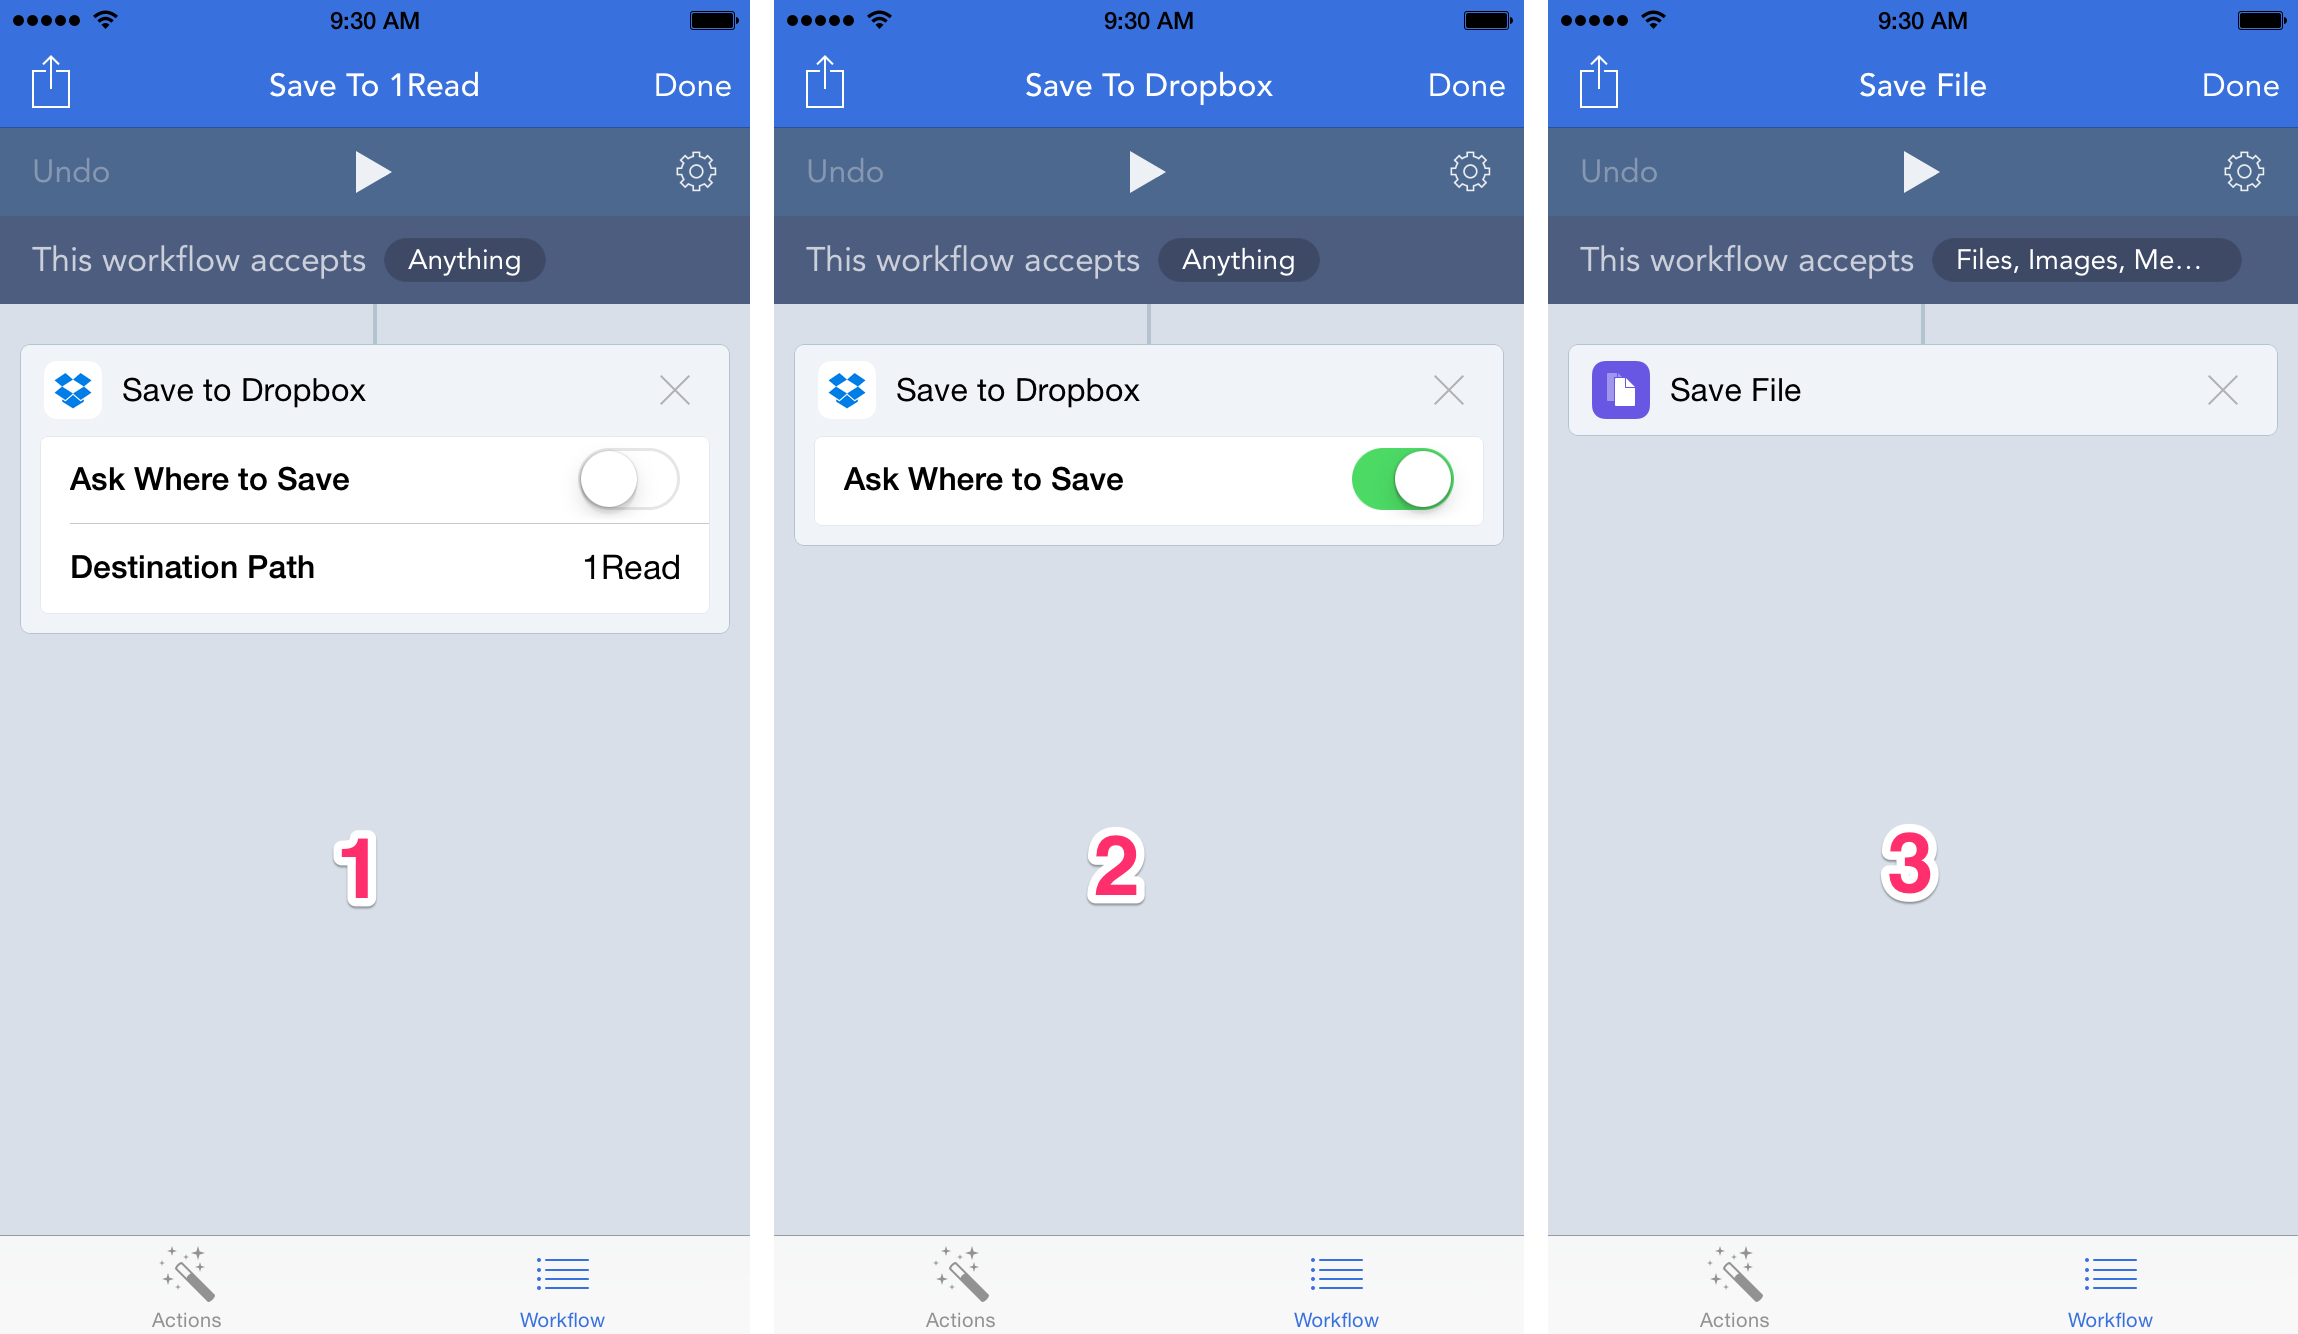 9:30 AM
Save To 1Read
Done
Undo
This workflow accepts Anything
Save to Dropbox
Ask Where to Save
Destination Path 1Read
1
Actions
Workflow
9:30 AM
Save To Dropbox
Done
Undo
This workflow accepts Anything
Save to Dropbox
Ask Where to Save
2
Actions
Workflow
9:30 AM
Save File
Done
Undo
This workflow accepts Files, Images, Me...
Save File
3
Actions
Workflow